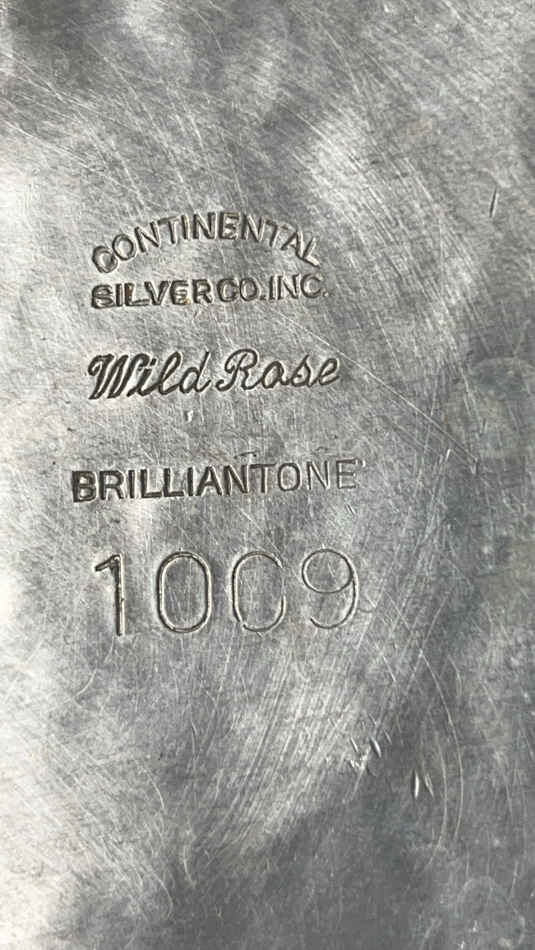 CONTINENTAL
SILVER CO. INC.
Wild Rose
BRILLIANTONE
1009